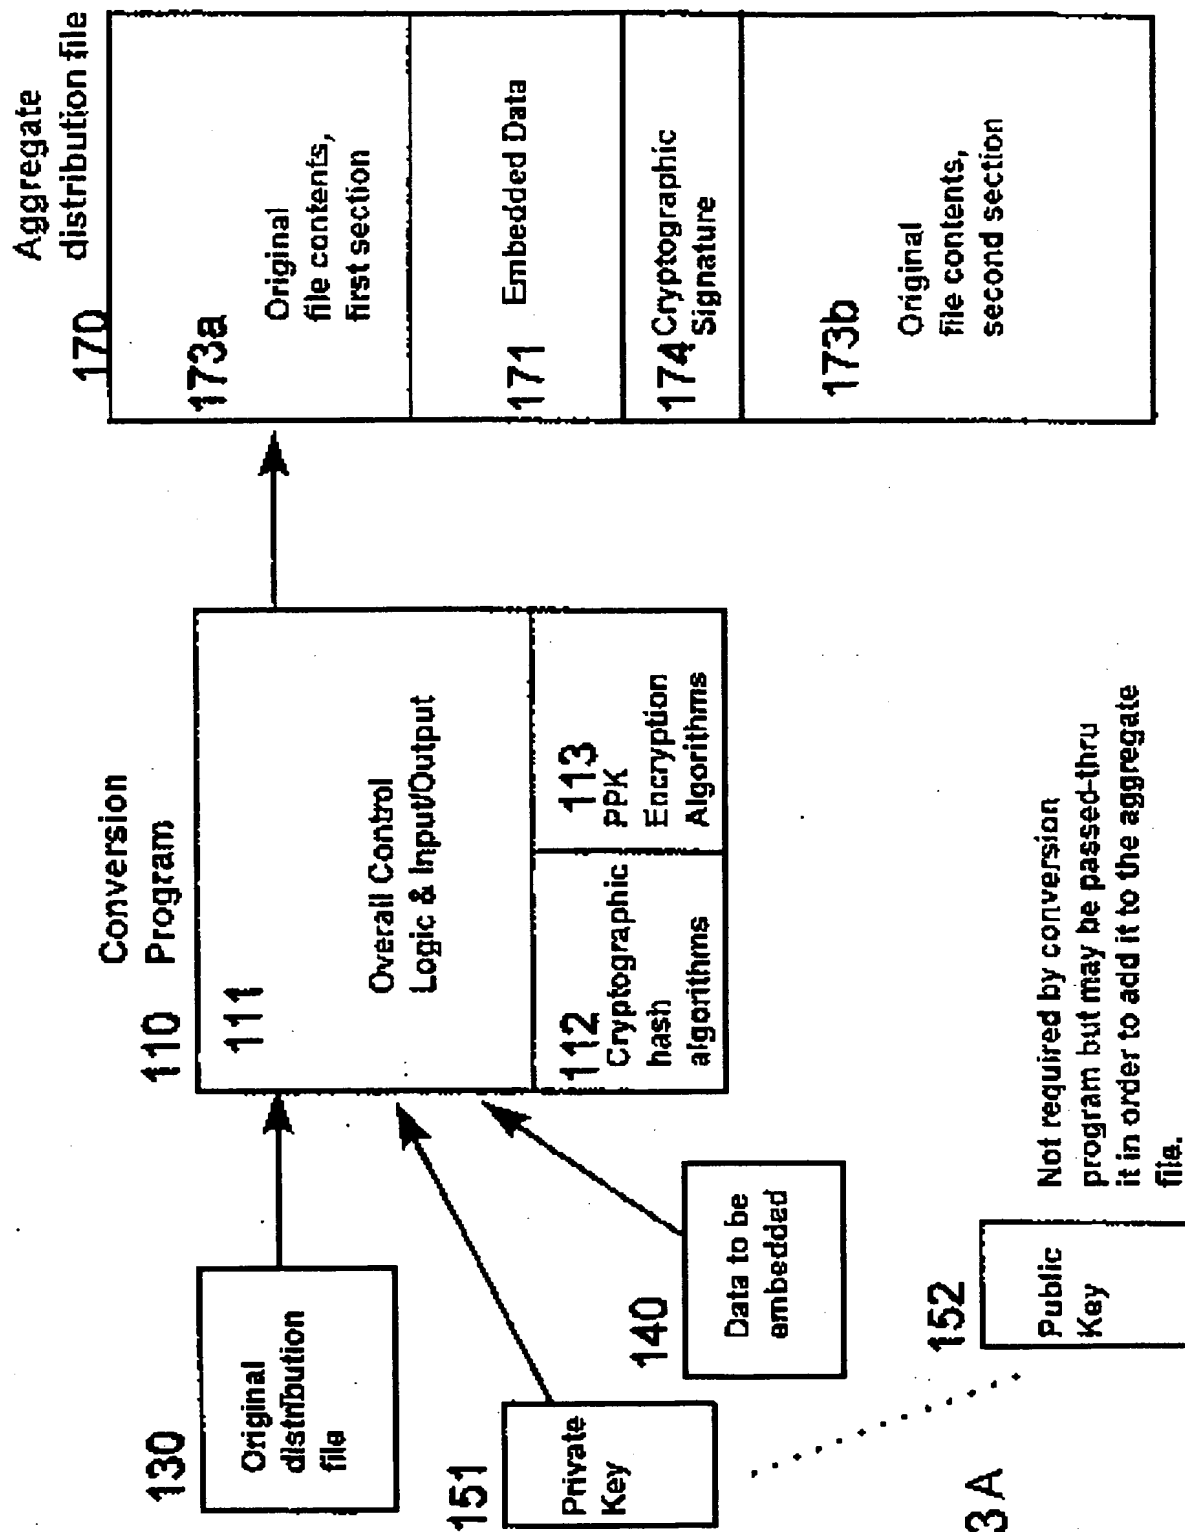 130
Original
distribution
file
151
Private
Key
140
Data to be
embedded
152
Public
Key
Not required by conversion
program but may be passed-thru
it in order to add it to the aggregate
file.
Conversion
110 Program
111
Overall Control
Logic & Input/Output
112
Cryptographic
hash
algorithms
113
PPK
Encryption
Algorithms
Aggregate
170 distribution file
173a
Original
file contents,
first section
171 Embedded Data
174 Cryptographic
Signature
173b
Original
file contents,
second section
3 A